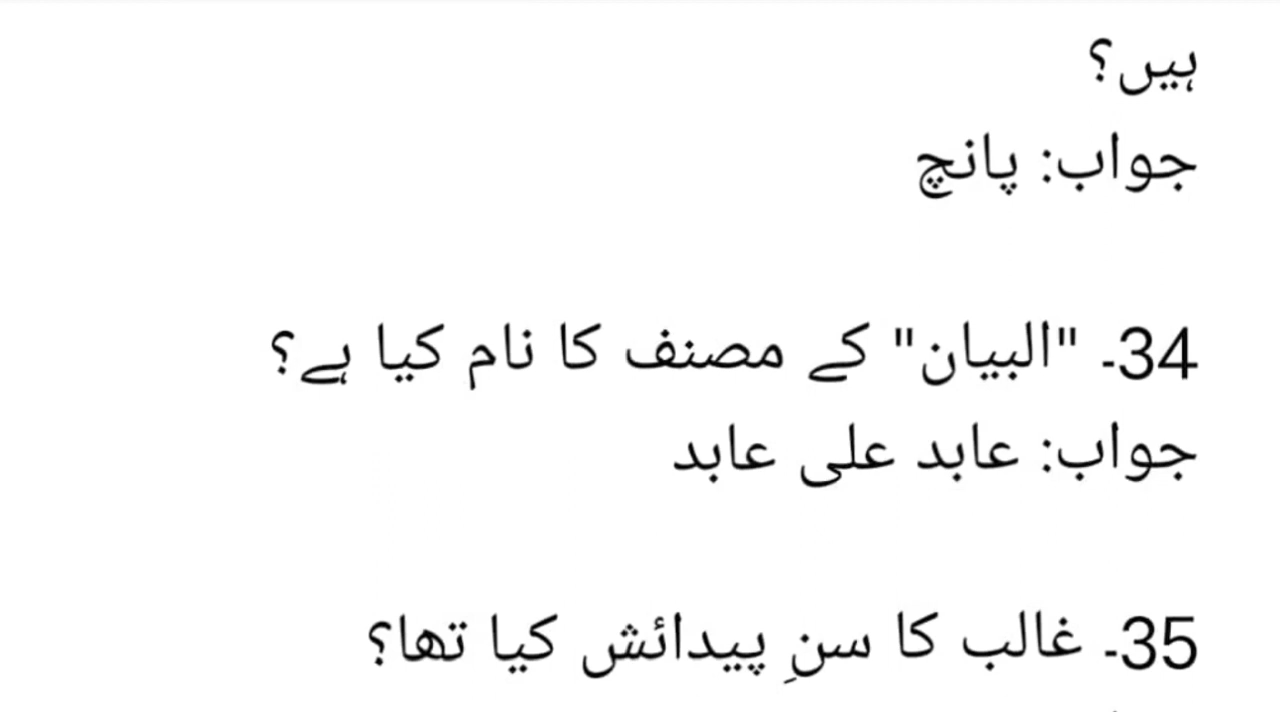 ہیں؟
جواب: پانچ
34۔ "البیان" کے مصنف کا نام کیا ہے؟
جواب: عابد علی عابد
35۔ غالب کا سنِ پیدائش کیا تھا؟